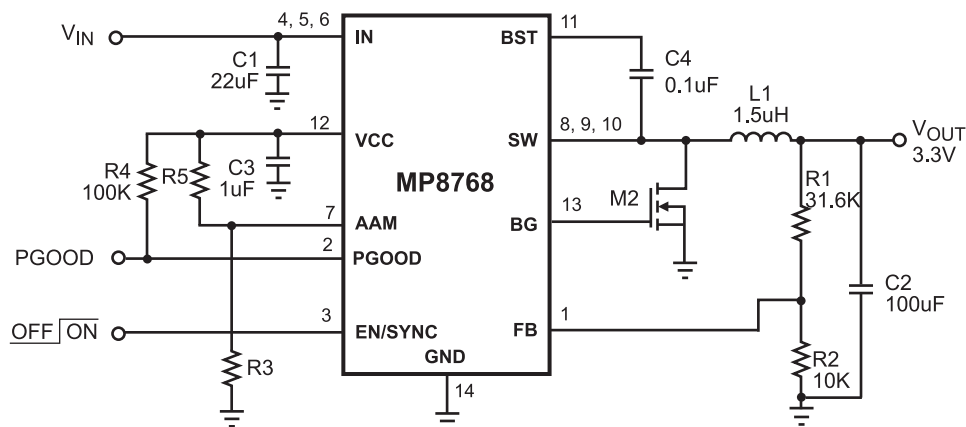 4, 5, 6
11
VIN
IN
BST
C1
22uF
C4
0.1uF
L1
1.5uH
12
8, 9, 10
VCC
SW
VOUT
3.3V
R4
100K
R5
C3
1uF
MP8768
M2
R1
31.6K
7
13
AAM
BG
2
PGOOD
PGOOD
C2
100uF
3
1
OFF ON
EN/SYNC
FB
GND
R3
R2
10K
14